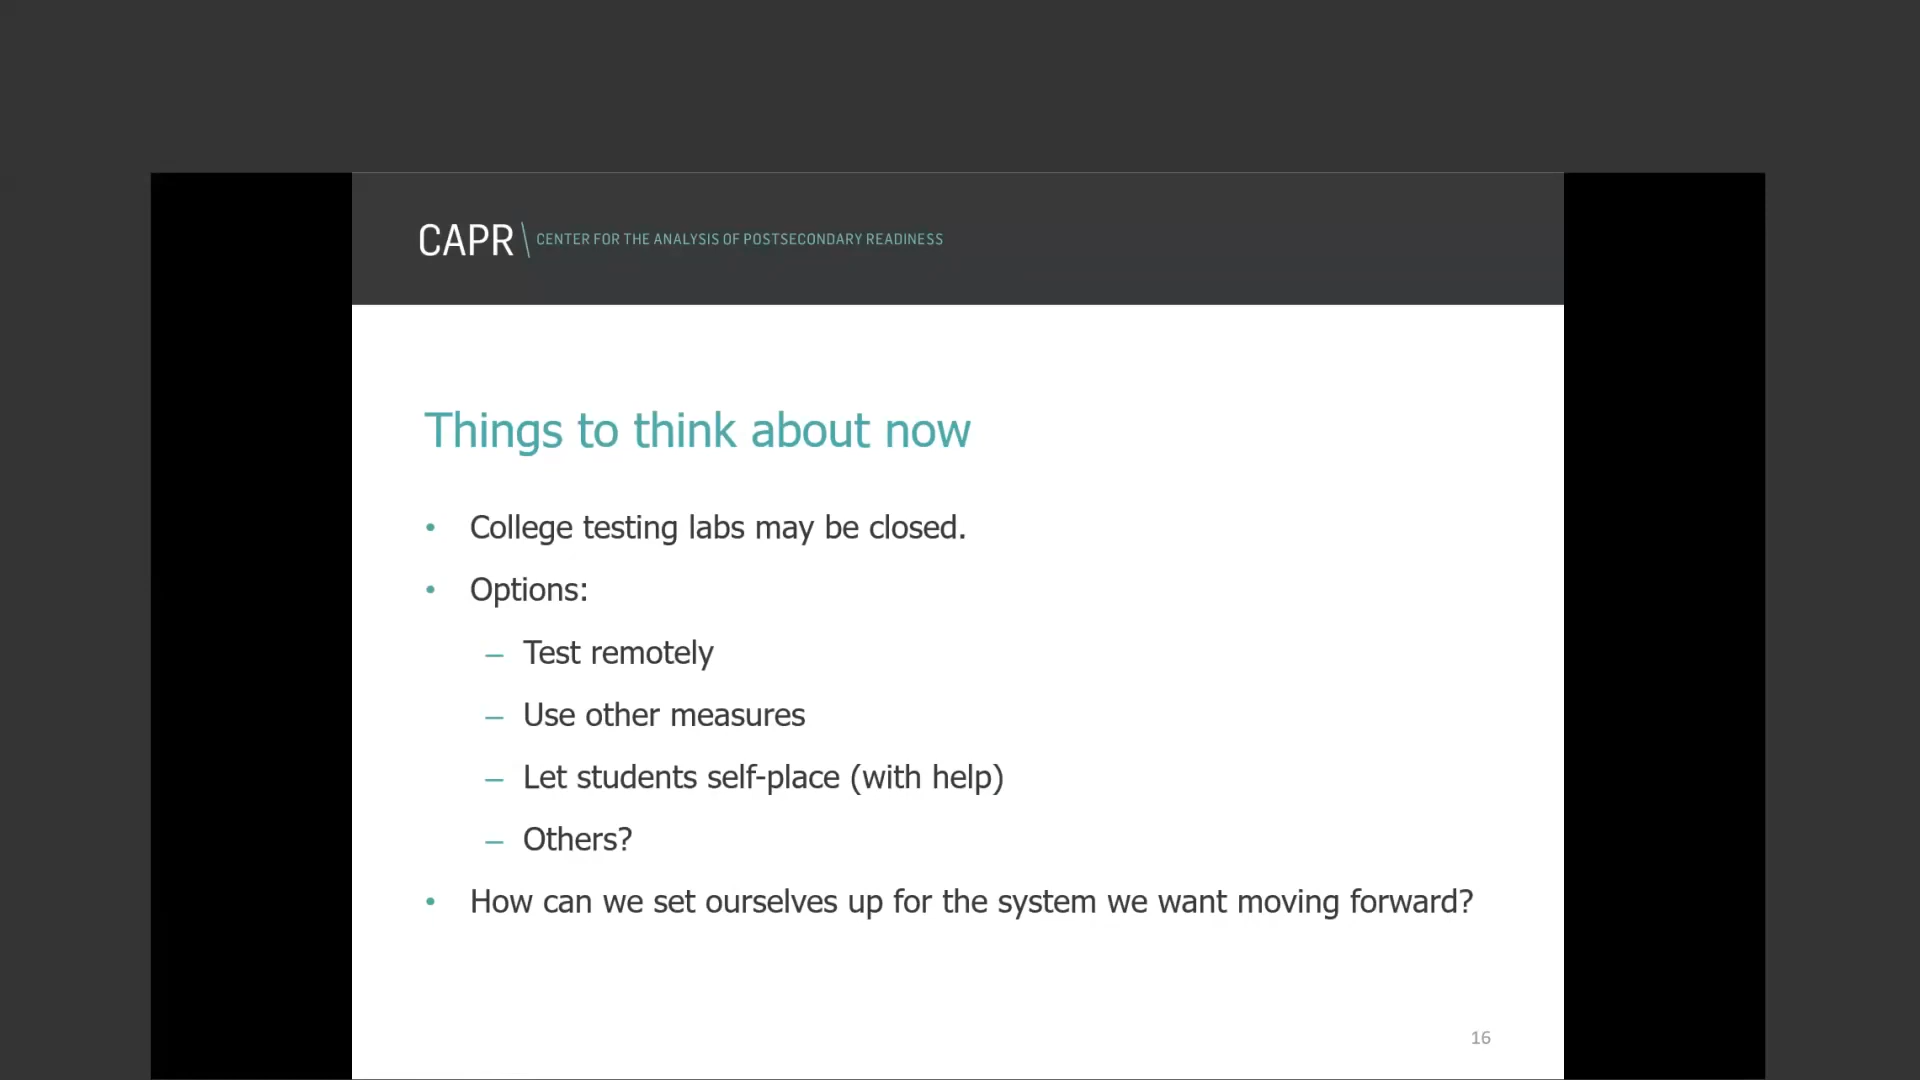 CAPR \ CENTER FOR THE ANALYSIS OF POSTSECONDARY READINESS
Things to think about now
• College testing labs may be closed.
• Options:
– Test remotely
– Use other measures
– Let students self-place (with help)
– Others?
• How can we set ourselves up for the system we want moving forward?
16